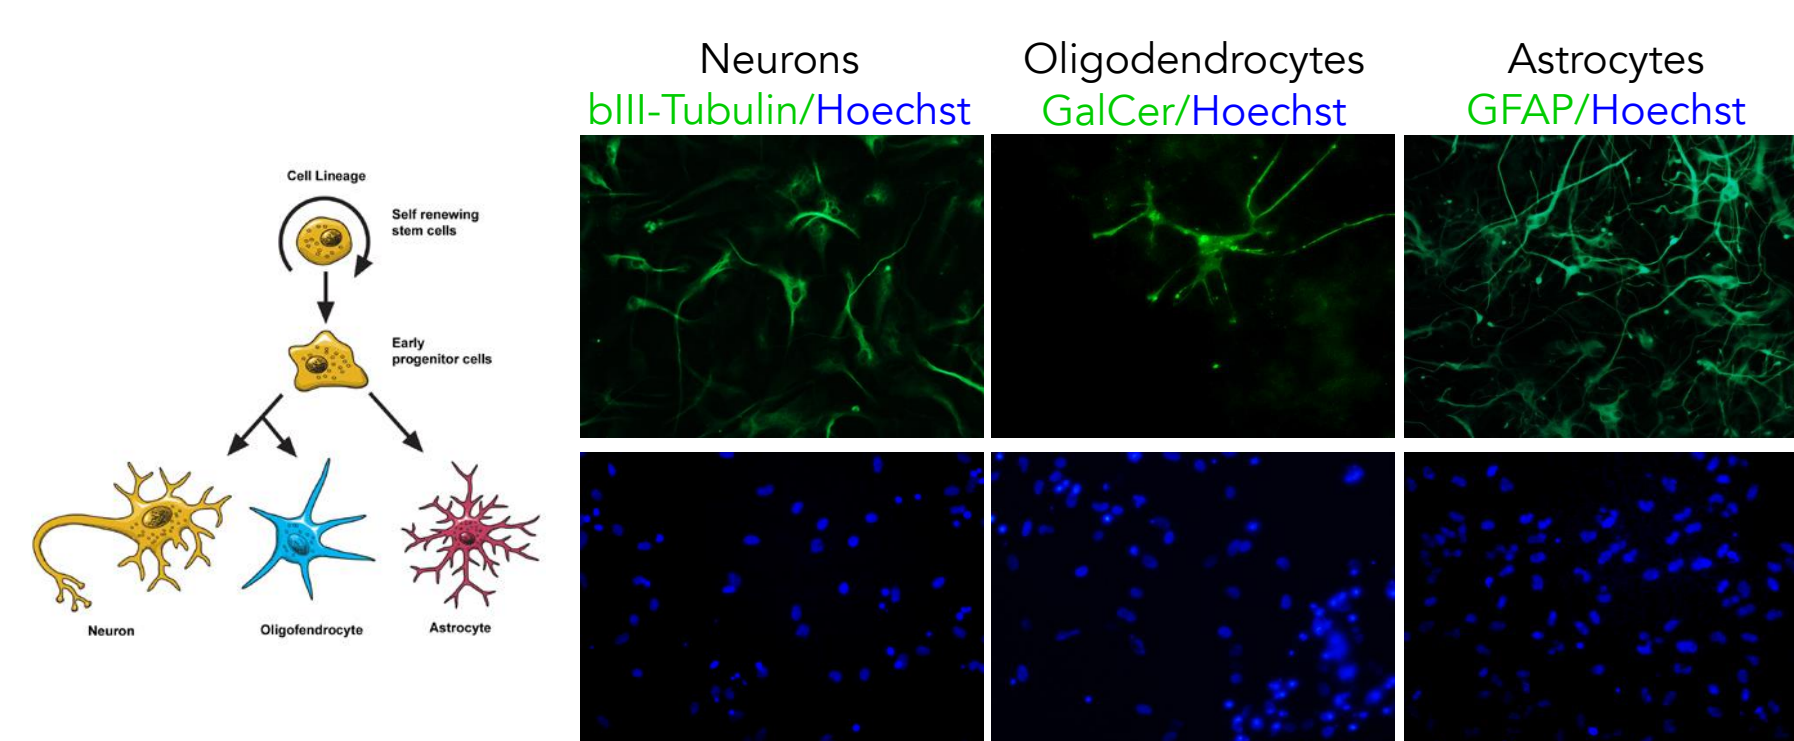 Neurons
bIII-Tubulin/Hoechst
Oligodendrocytes
GalCer/Hoechst
Astrocytes
GFAP/Hoechst
Cell Lineage
Self renewing
stem cells
Early
progenitor cells
Neuron
Oligofendrocyte
Astrocyte